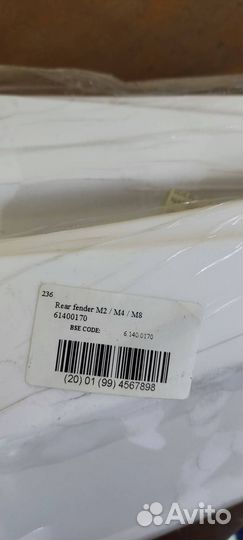 236
Rear fender M2 / M4 / M8
61400170
BSE CODE: 6.140.0170
(20) 01 (99) 4567898
Avito